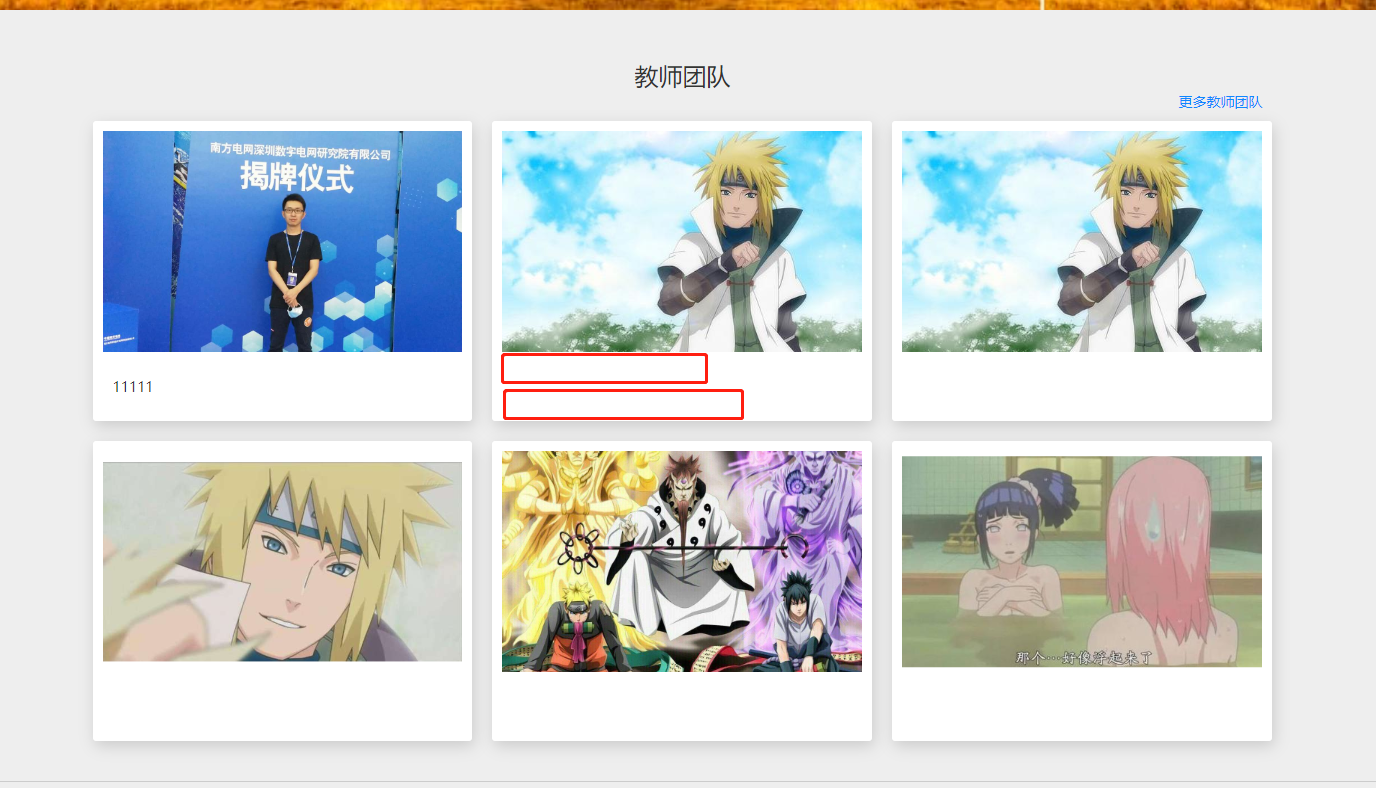 教师团队
更多教师团队
南方电网深圳数字电网研究院有限公司
揭牌仪式
11111
那个…好像浮起来了